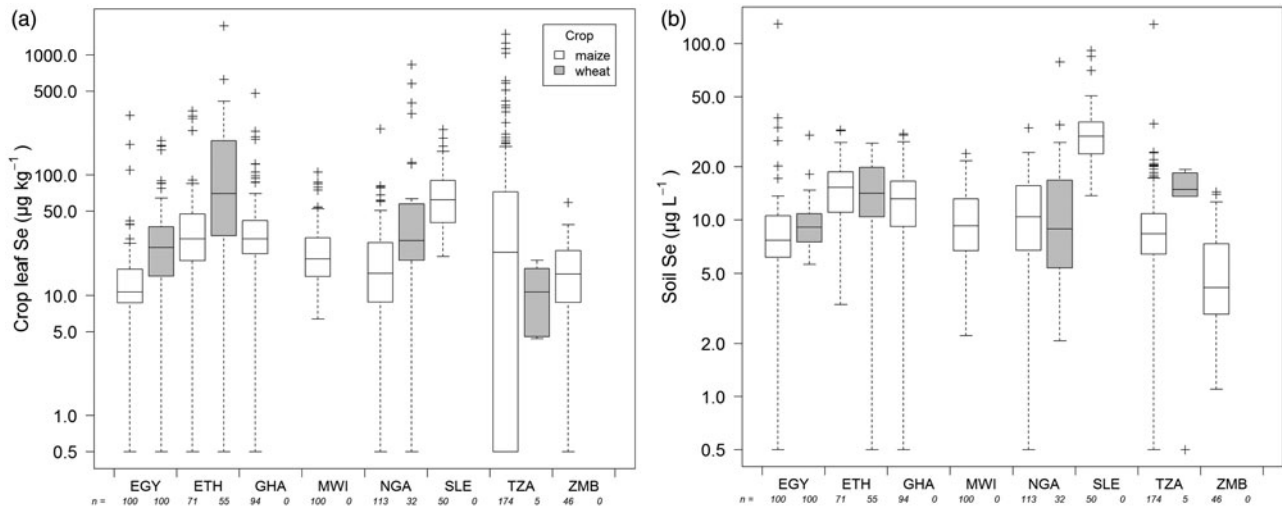 (a)
Crop leaf Se (µg kg⁻¹)
1000.0
500.0
100.0
50.0
10.0
5.0
1.0
0.5
Crop
maize
wheat
EGY ETH GHA MWI NGA SLE TZA ZMB
n = 100 100 71 55 94 0 100 0 113 32 50 0 174 5 46 0
(b)
Soil Se (µg L⁻¹)
100.0
50.0
20.0
10.0
5.0
2.0
1.0
0.5
EGY ETH GHA MWI NGA SLE TZA ZMB
n = 100 100 71 55 94 0 100 0 113 32 50 0 174 5 46 0